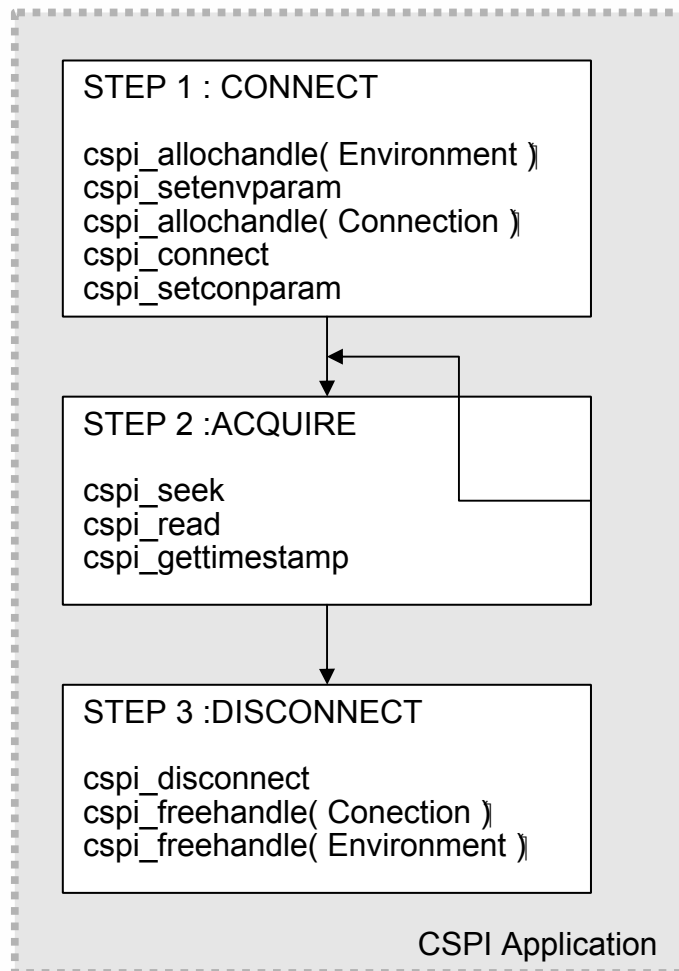 STEP 1 : CONNECT
cspi_allochandle( Environment )
cspi_setenvparam
cspi_allochandle( Connection )
cspi_connect
cspi_setconparam
STEP 2 :ACQUIRE
cspi_seek
cspi_read
cspi_gettimestamp
STEP 3 :DISCONNECT
cspi_disconnect
cspi_freehandle( Conection )
cspi_freehandle( Environment )
CSPI Application